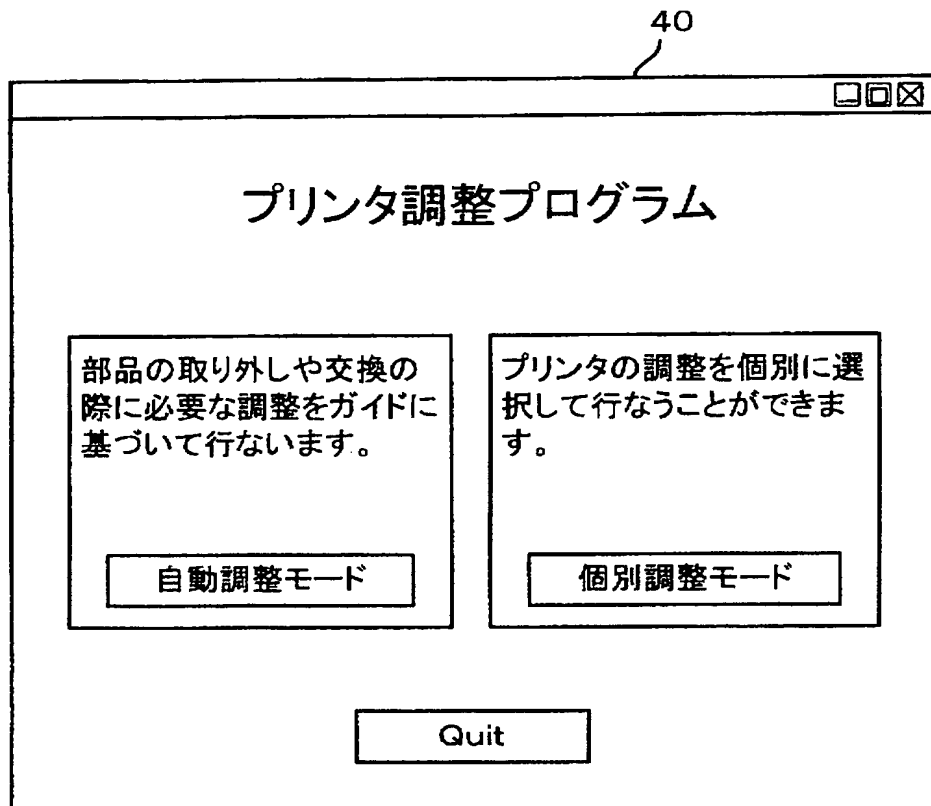 40
プリンタ調整プログラム
部品の取り外しや交換の
際に必要な調整をガイドに
基づいて行ないます。
自動調整モード
プリンタの調整を個別に選
択して行なうことができま
す。
個別調整モード
Quit